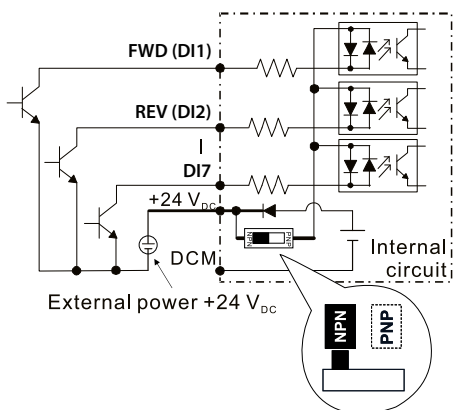 FWD (DI1)
REV (DI2)
DI7
+24 VDC
NPN
PNP
DCM
Internal
circuit
External power +24 VDC
NPN
PNP